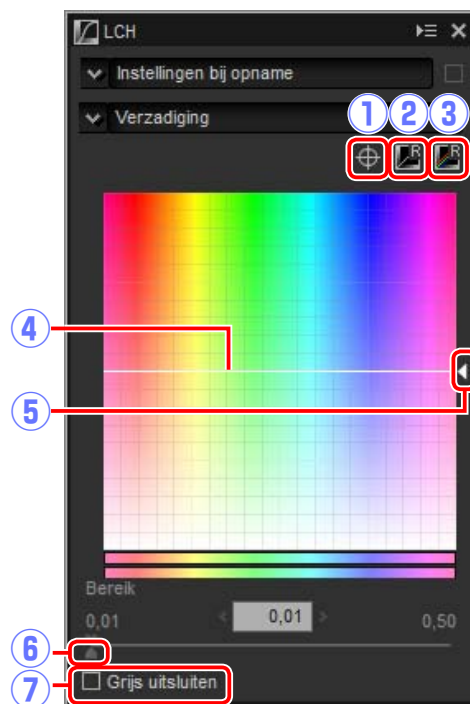 LCH
Instellingen bij opname
Verzadiging
1 2 3
R R
4
5
Bereik
0,01 < 0,01 > 0,50
6
7
Grijs uitsluiten